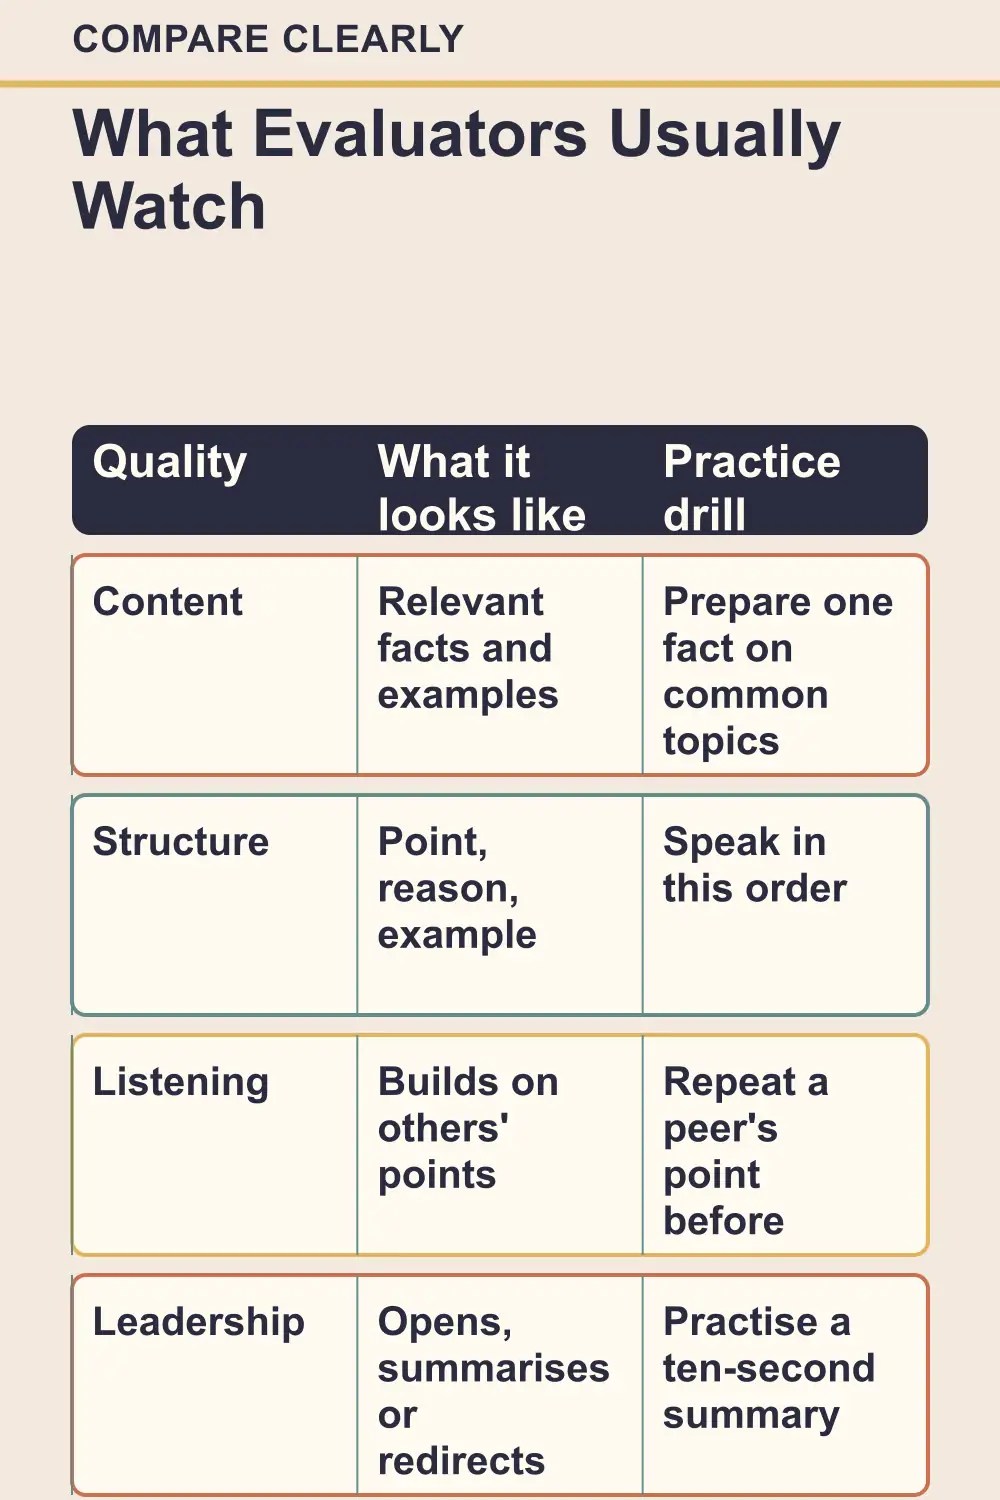 COMPARE CLEARLY
What Evaluators Usually
Watch
Quality
What it
looks like
Practice
drill
Content
Relevant
facts and
examples
Prepare one
fact on
common
topics
Structure
Point,
reason,
example
Speak in
this order
Listening
Builds on
others'
points
Repeat a
peer's
point
before
Leadership
Opens,
summarises
or
redirects
Practise a
ten-second
summary